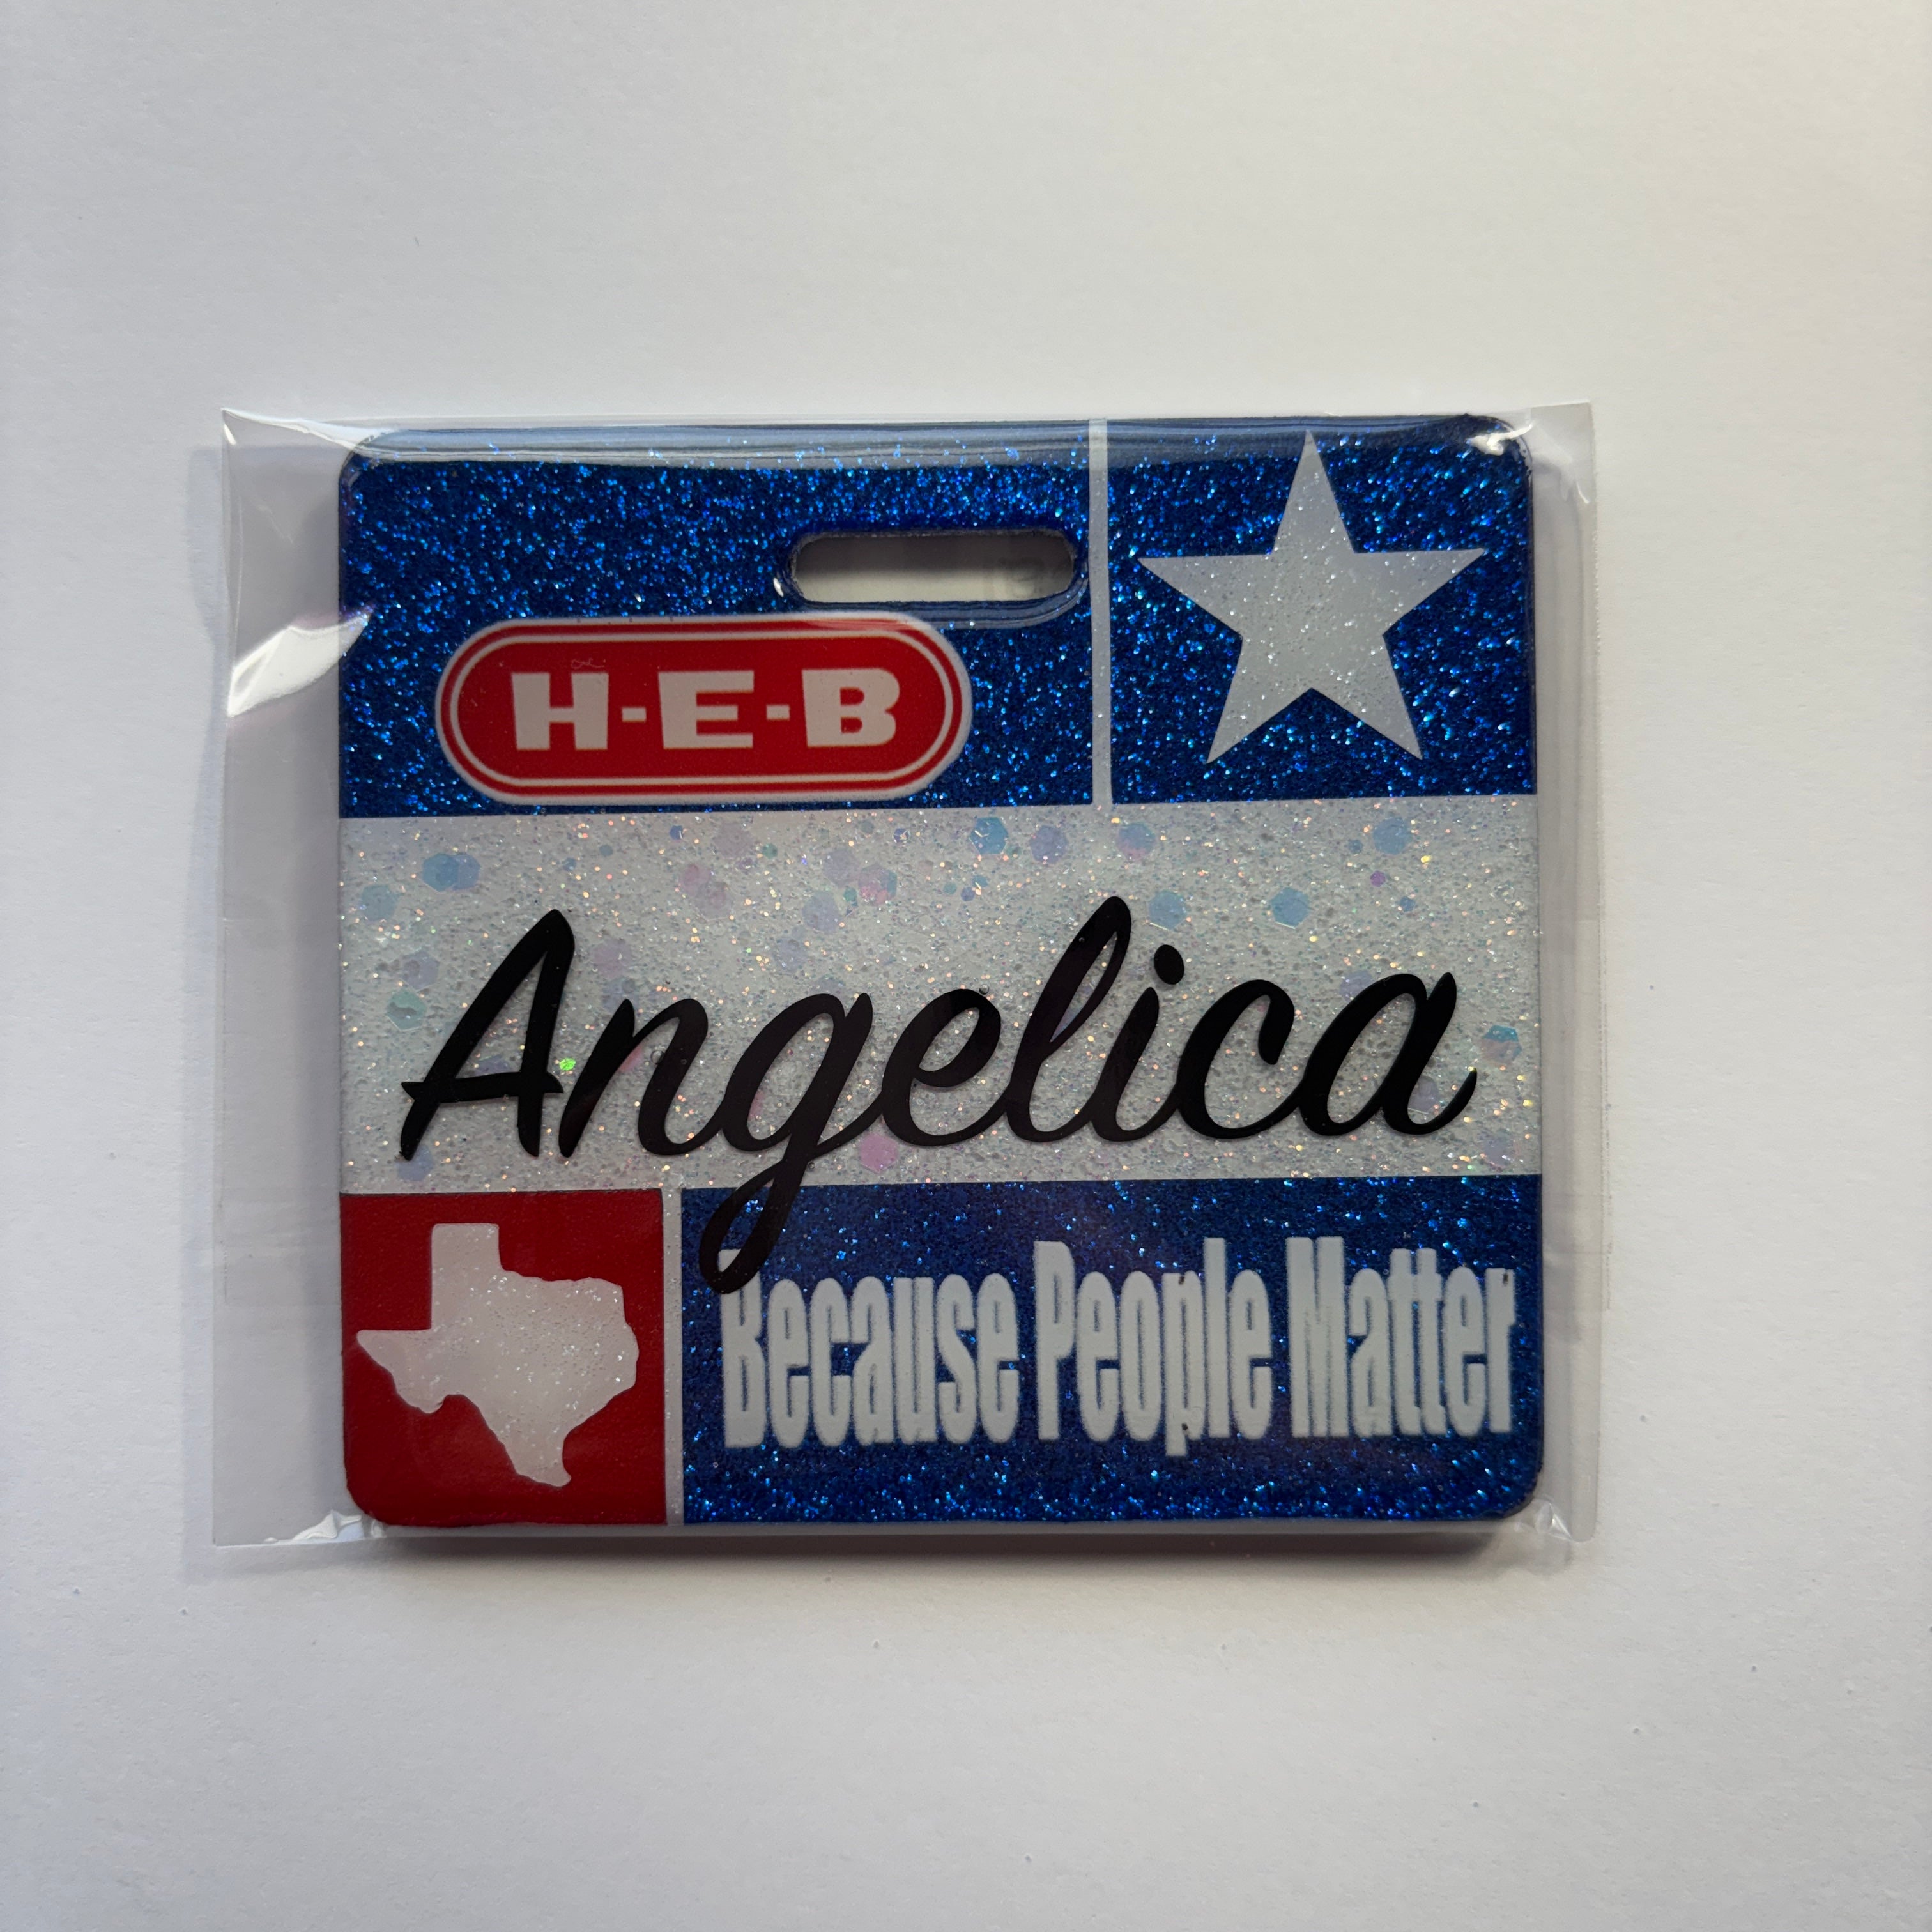 H-E-B
Angelica
Because People Matter